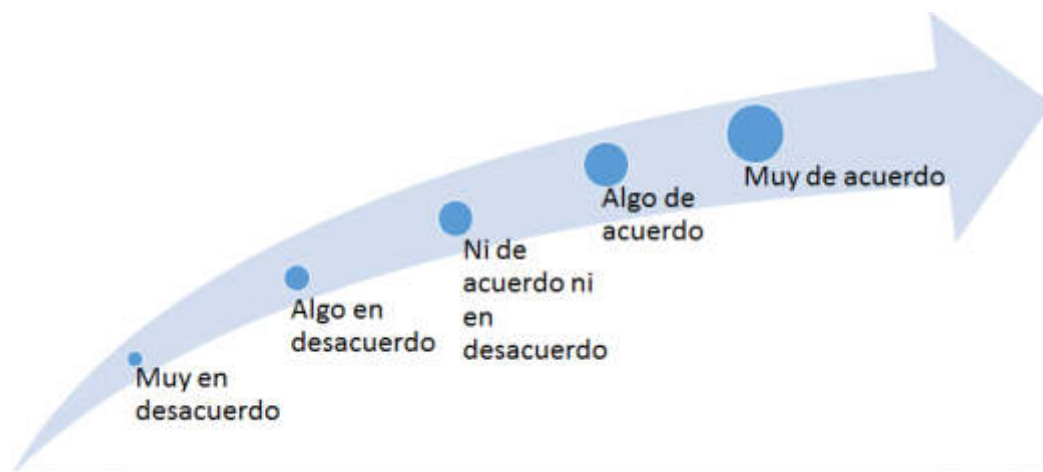 Muy en
desacuerdo
Algo en
desacuerdo
Ni de
acuerdo ni
en
desacuerdo
Algo de
acuerdo
Muy de acuerdo